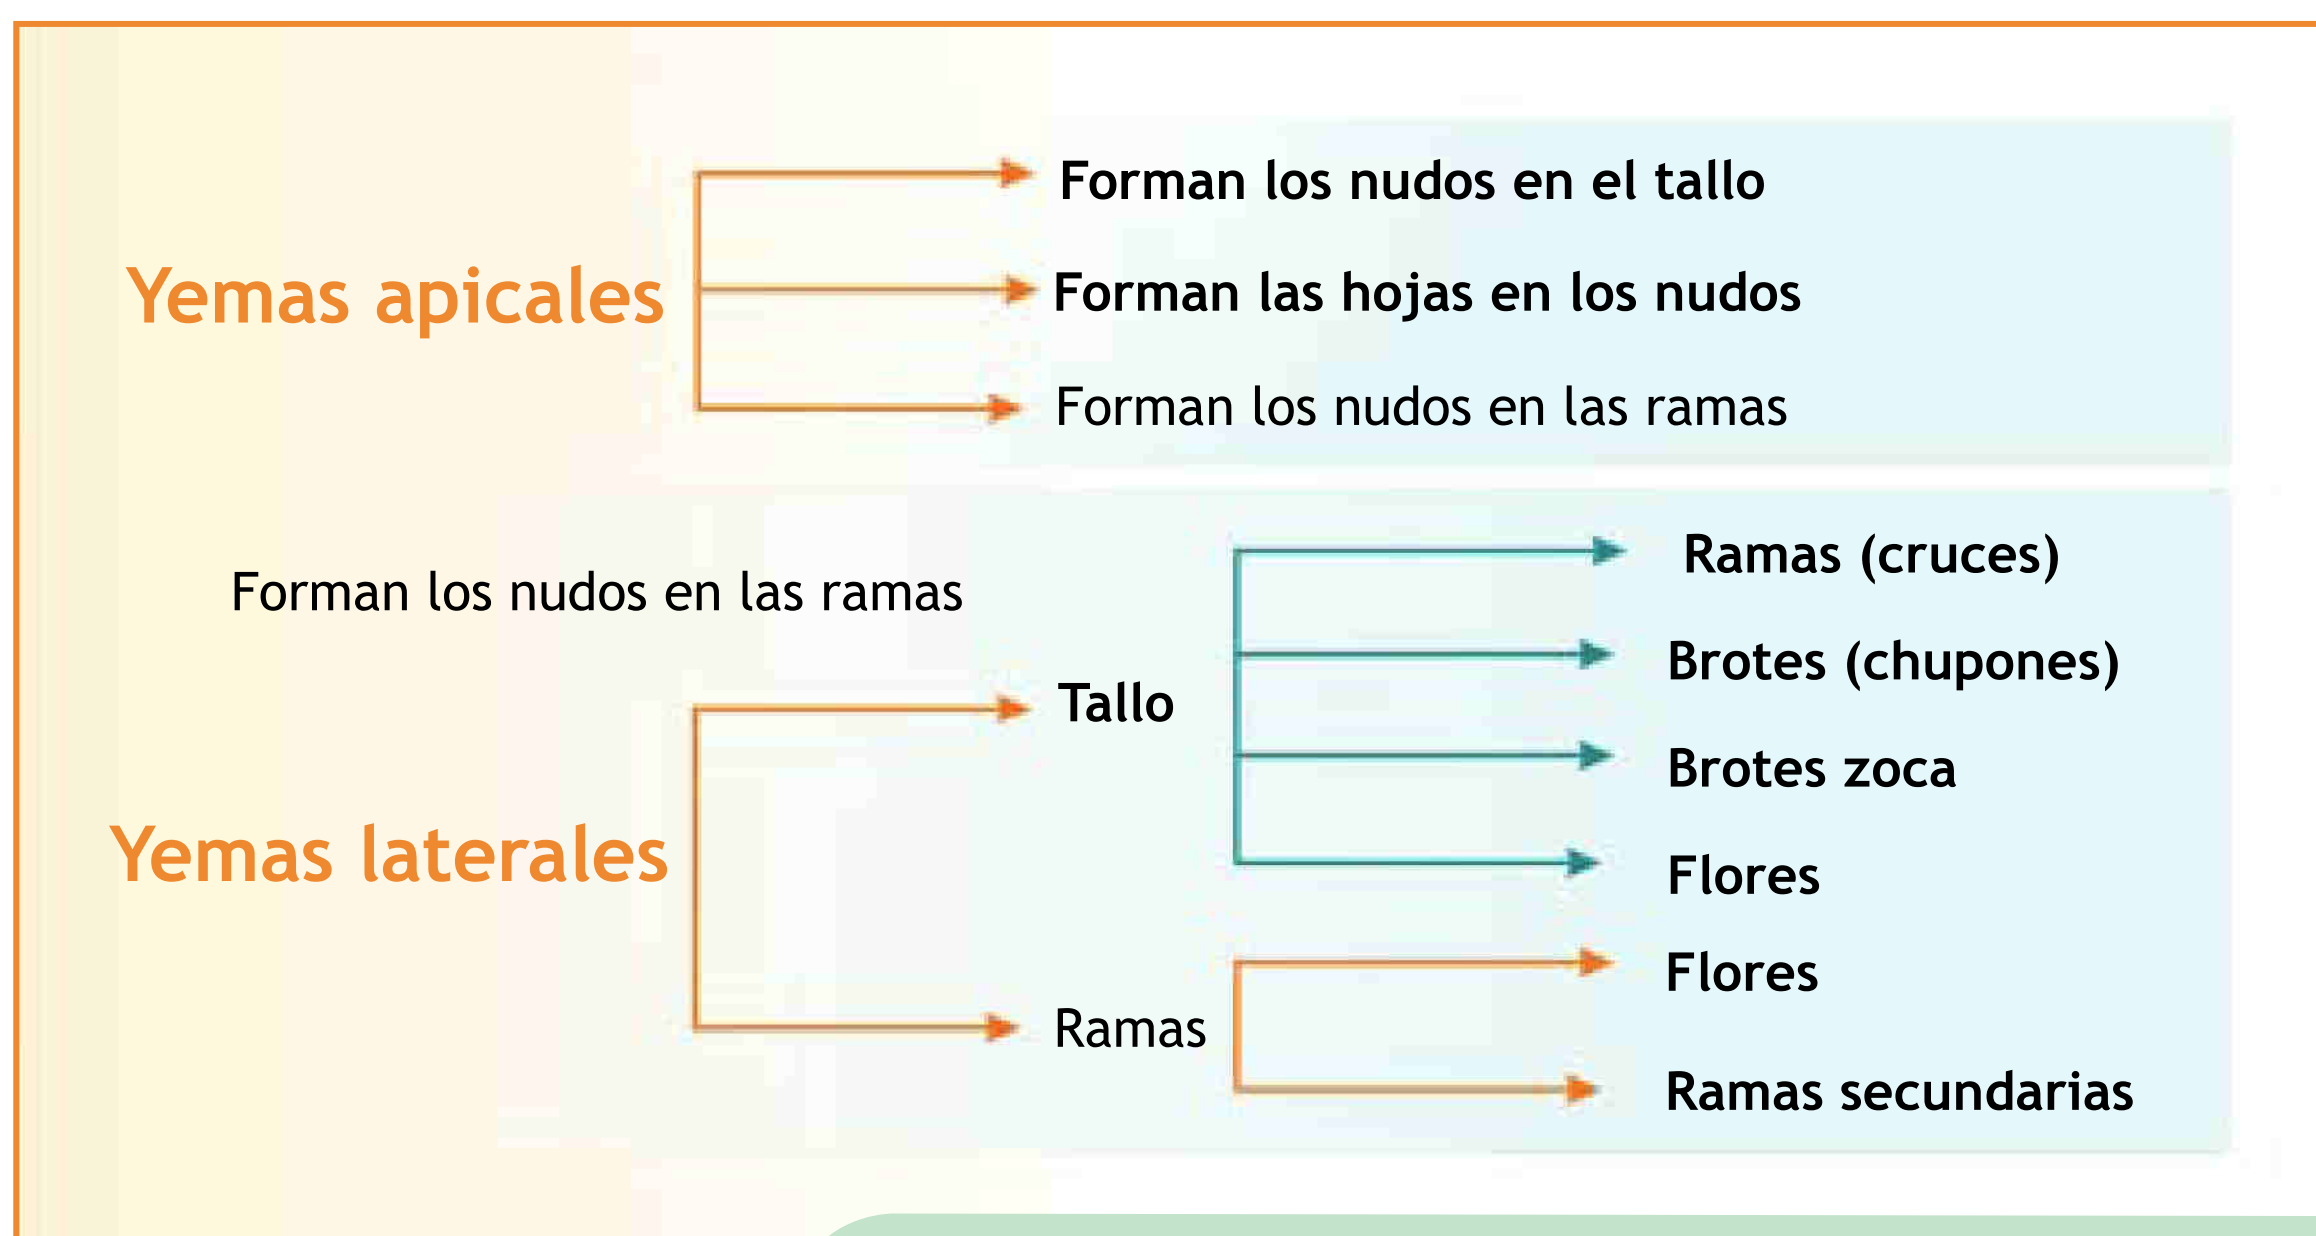 Yemas apicales
Forman los nudos en el tallo
Forman las hojas en los nudos
Forman los nudos en las ramas
Forman los nudos en las ramas
Yemas laterales
Tallo
Ramas (cruces)
Brotes (chupones)
Brotes zoca
Flores
Ramas
Flores
Ramas secundarias